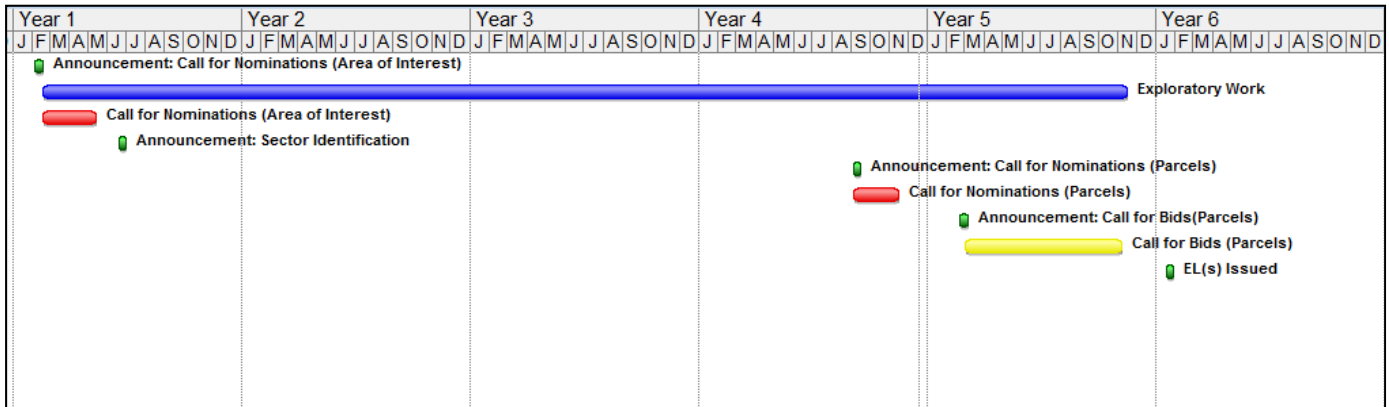 Year 1 Year 2 Year 3 Year 4 Year 5 Year 6
J F M A M J J A S O N D J F M A M J J A S O N D J F M A M J J A S O N D J F M A M J J A S O N D J F M A M J J A S O N D J F M A M J J A S O N D
Announcement: Call for Nominations (Area of Interest)
Exploratory Work
Call for Nominations (Area of Interest)
Announcement: Sector Identification
Announcement: Call for Nominations (Parcels)
Call for Nominations (Parcels)
Announcement: Call for Bids(Parcels)
Call for Bids (Parcels)
EL(s) Issued